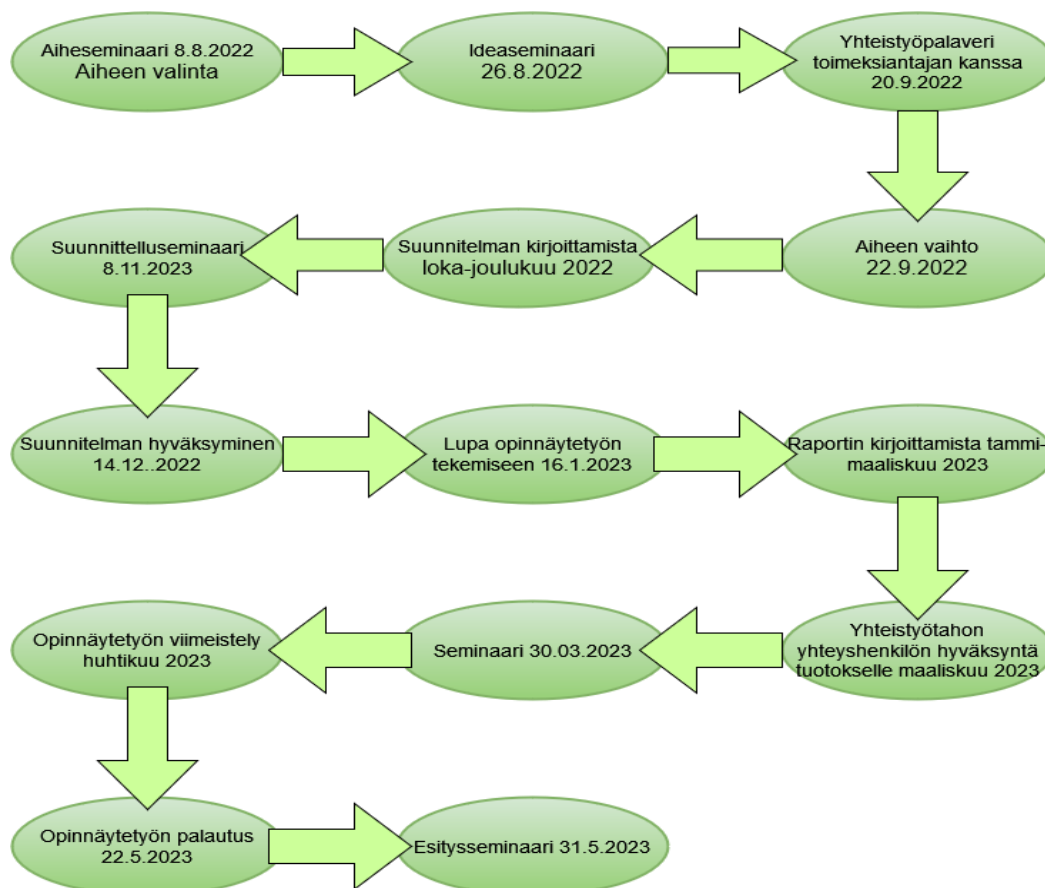 Aiheseminaari 8.8.2022
Aiheen valinta
Ideaseminaari
26.8.2022
Yhteistyöpalaveri
toimeksiantajan kanssa
20.9.2022
Aiheen vaihto
22.9.2022
Suunnitelman kirjoittamista
loka-joulukuu 2022
Suunnitteluseminaari
8.11.2023
Suunnitelman hyväksyminen
14.12..2022
Lupa opinnäytetyön
tekemiseen 16.1.2023
Raportin kirjoittamista tammi-
maaliskuu 2023
Yhteistyötahon
yhteyshenkilön hyväksyntä
tuotokselle maaliskuu 2023
Seminaari 30.03.2023
Opinnäytetyön viimeistely
huhtikuu 2023
Opinnäytetyön palautus
22.5.2023
Esitysseminaari 31.5.2023